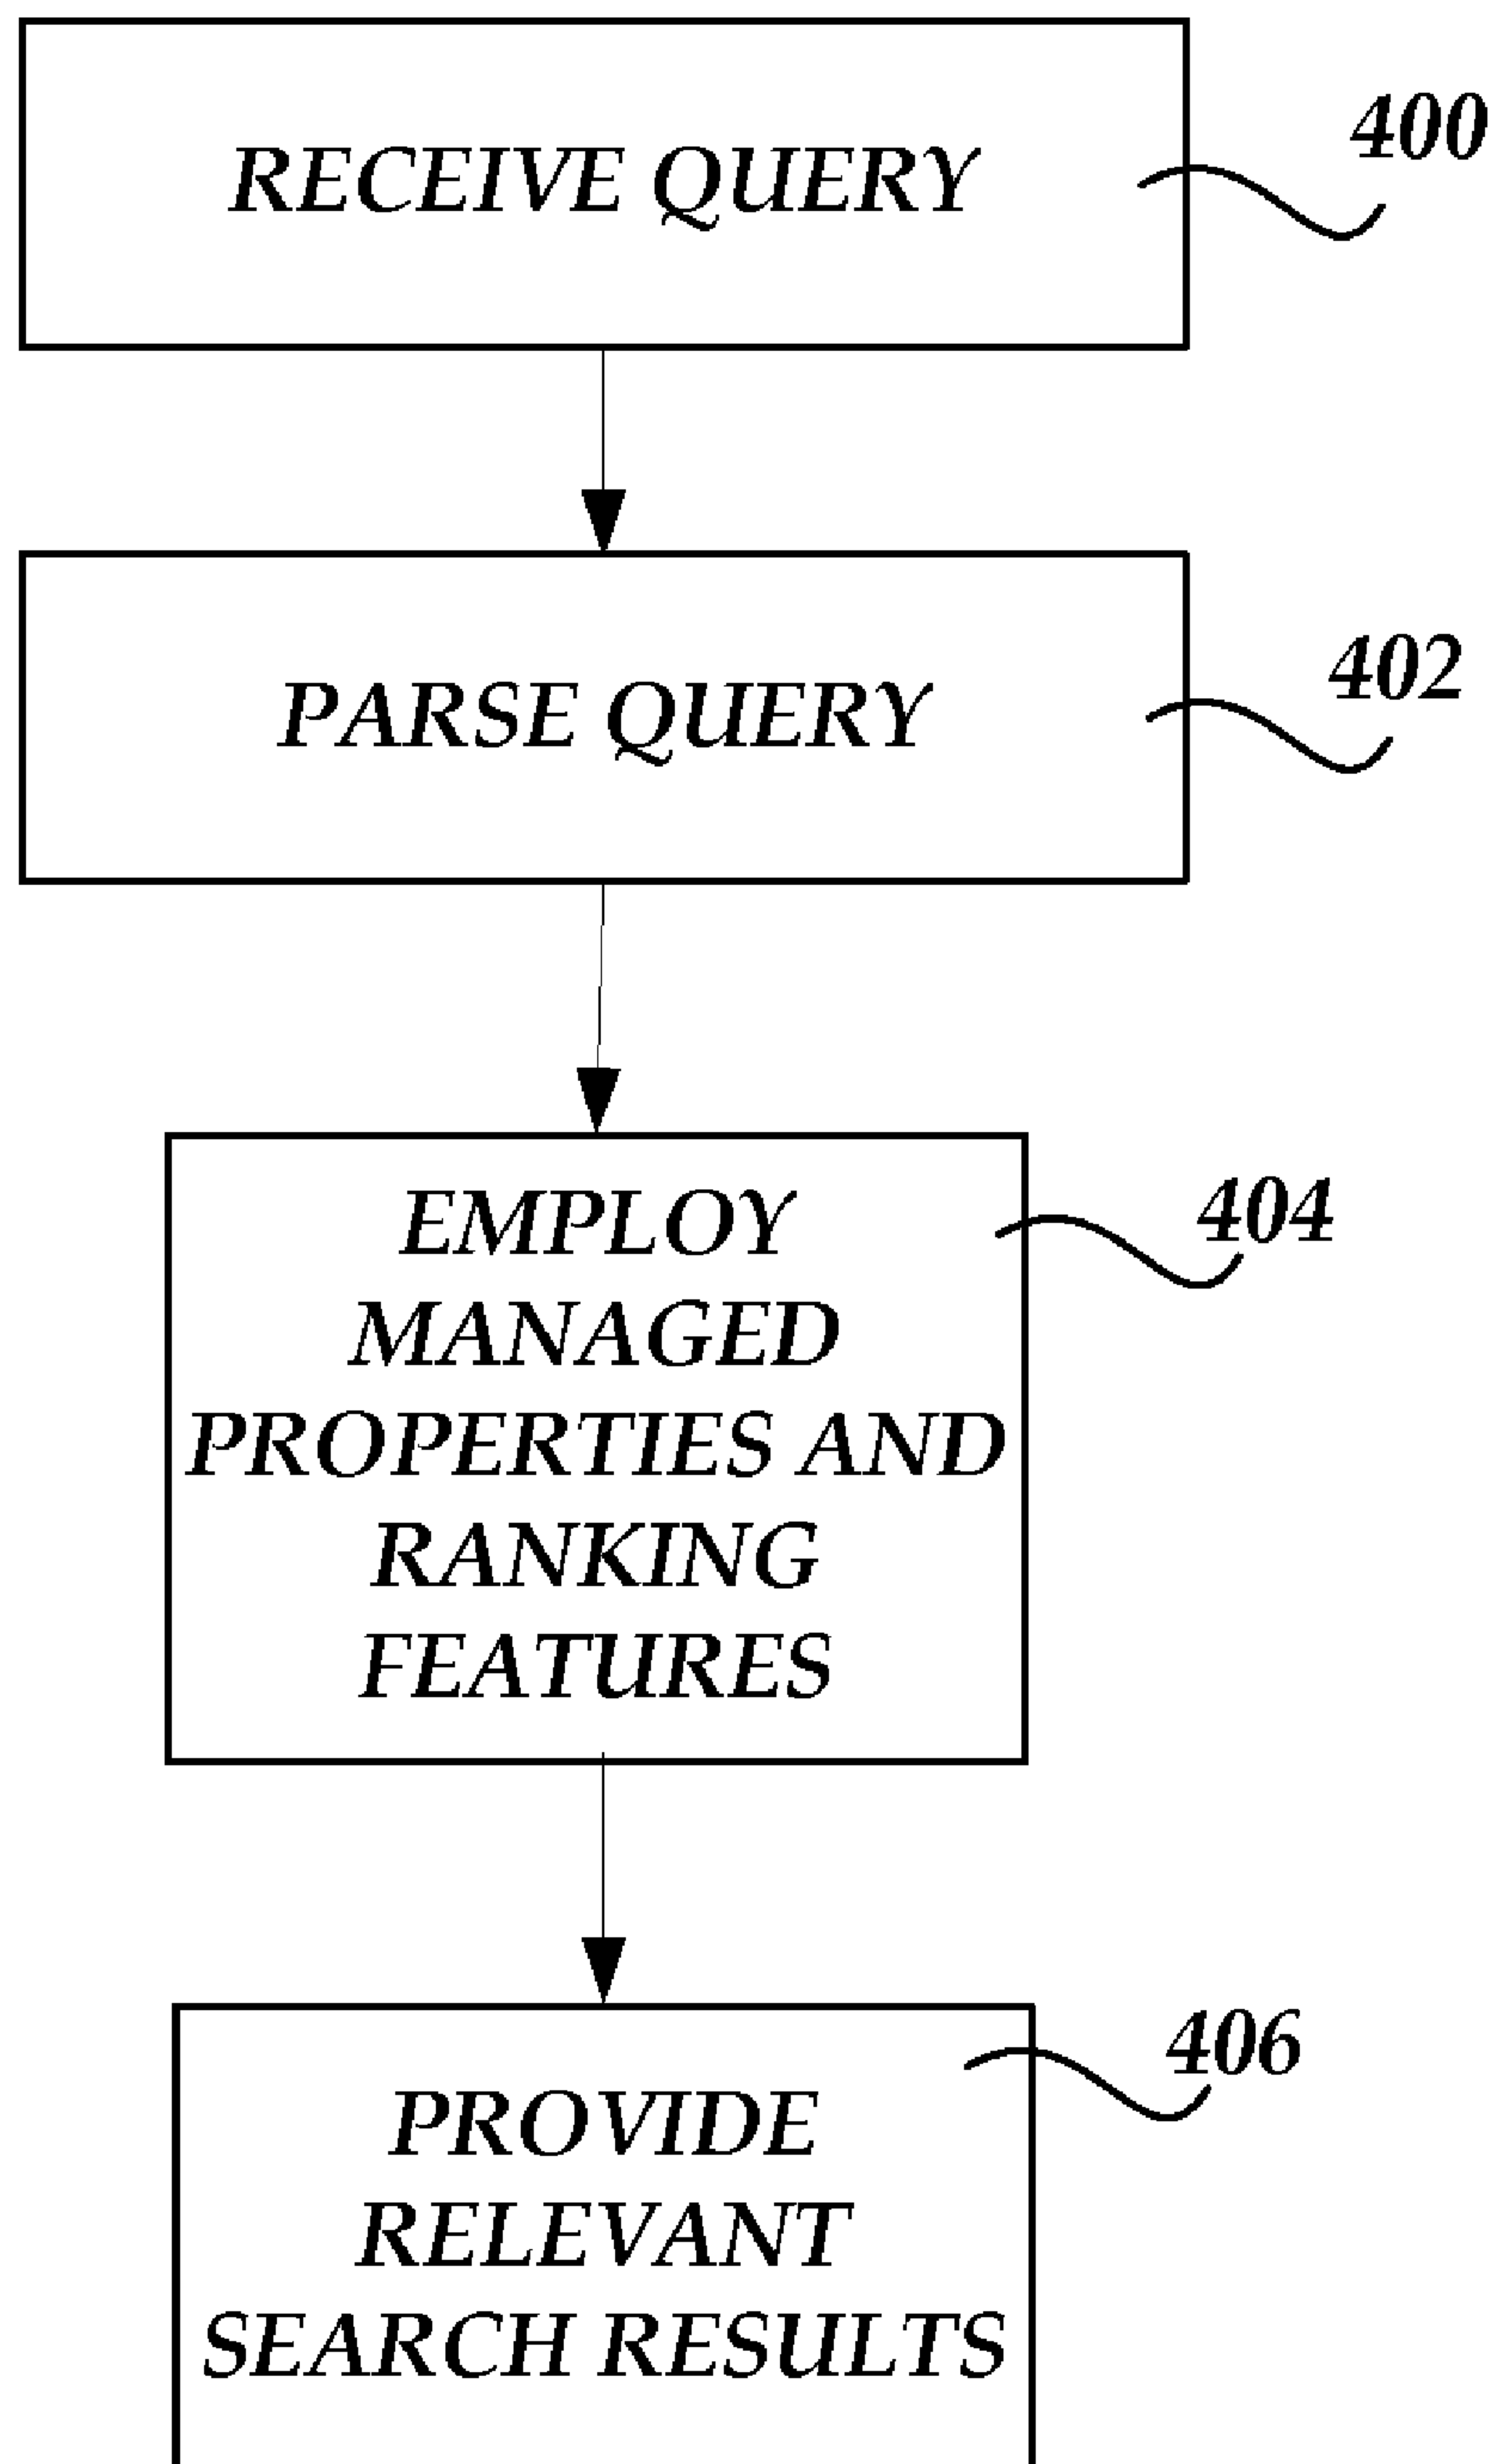 400
RECEIVE QUERY
402
PARSE QUERY
404
EMPLOY
MANAGED
PROPERTIES AND
RANKING
FEATURES
406
PROVIDE
RELEVANT
SEARCH RESULTS